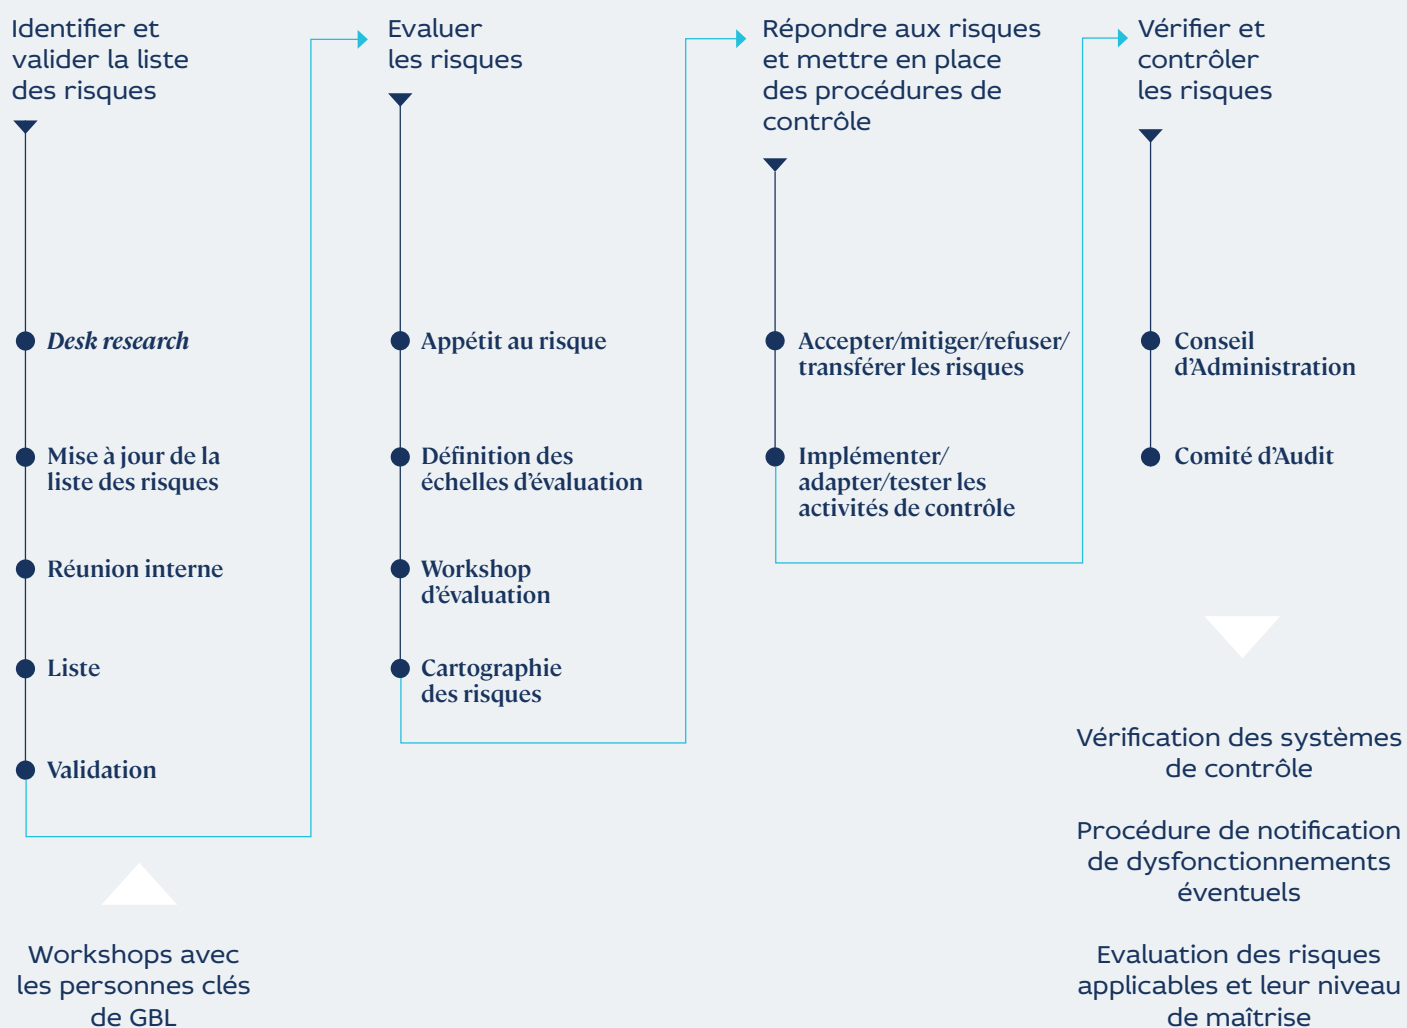 Identifier et
valider la liste
des risques
Desk research
Mise à jour de la
liste des risques
Réunion interne
Liste
Validation
Workshops avec
les personnes clés
de GBL
Evaluer
les risques
Appétit au risque
Définition des
échelles d’évaluation
Workshop
d’évaluation
Cartographie
des risques
Répondre aux risques
et mettre en place
des procédures de
contrôle
Accepter/mitiger/refuser/
transférer les risques
Implémenter/
adapter/tester les
activités de contrôle
Vérifier et
contrôler
les risques
Conseil
d’Administration
Comité d’Audit
Vérification des systèmes
de contrôle
Procédure de notification
de dysfonctionnements
éventuels
Evaluation des risques
applicables et leur niveau
de maîtrise